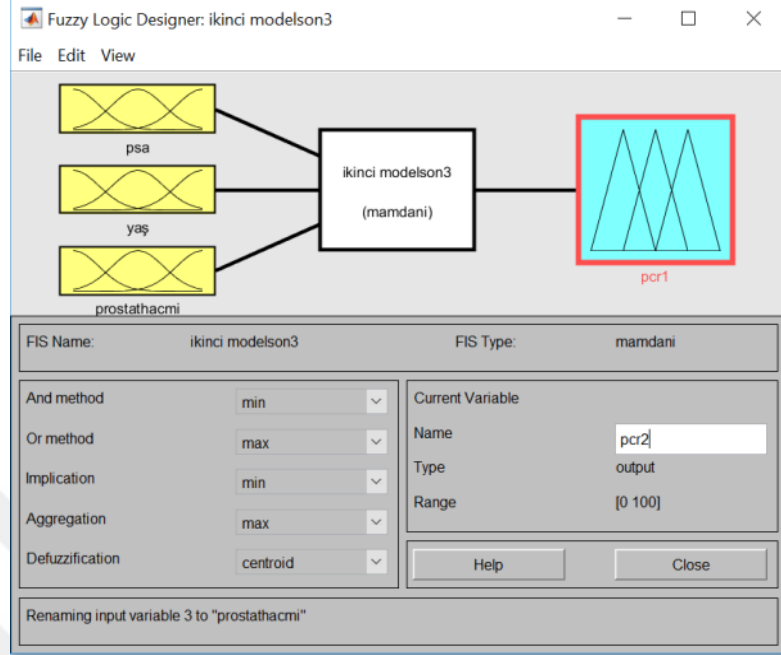 Fuzzy Logic Designer: ikinci modelson3
File Edit View
psa
yaş
prostathacmi
ikinci modelson3
(mamdani)
pcr1
FIS Name: ikinci modelson3 FIS Type: mamdani
And method min
Or method max
Implication min
Aggregation max
Defuzzification centroid
Current Variable
Name pcr2
Type output
Range [0 100]
Help Close
Renaming input variable 3 to "prostathacmi"